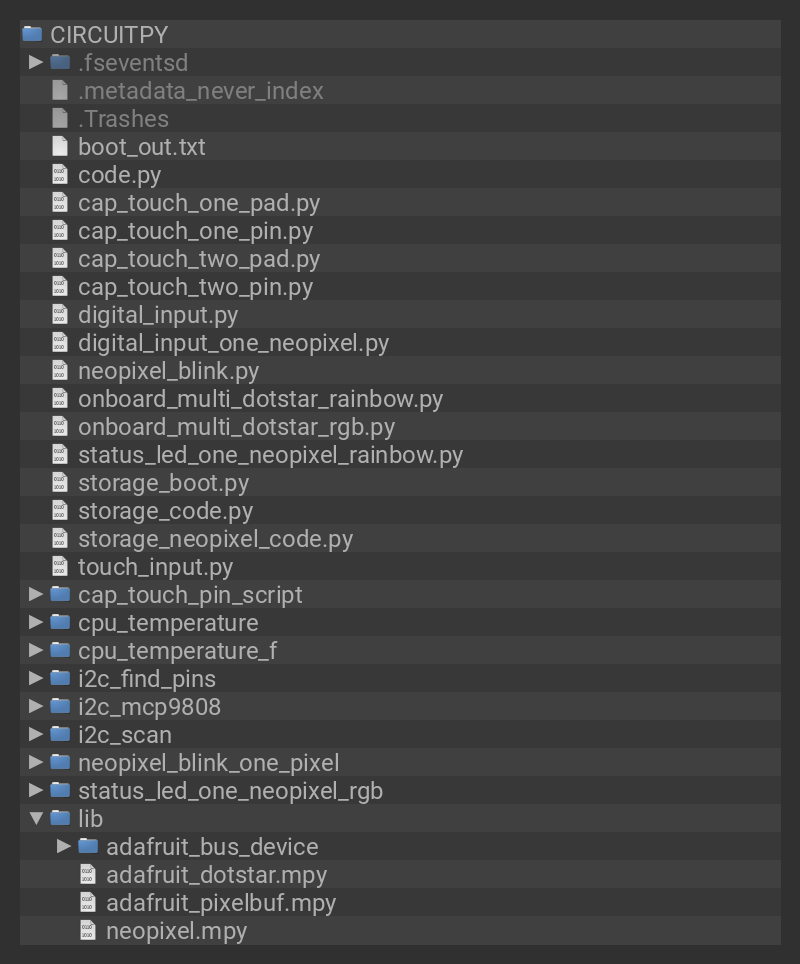 CIRCUITPY
.fseventsd
.metadata_never_index
.Trashes
boot_out.txt
code.py
cap_touch_one_pad.py
cap_touch_one_pin.py
cap_touch_two_pad.py
cap_touch_two_pin.py
digital_input.py
digital_input_one_neopixel.py
neopixel_blink.py
onboard_multi_dotstar_rainbow.py
onboard_multi_dotstar_rgb.py
status_led_one_neopixel_rainbow.py
storage_boot.py
storage_code.py
storage_neopixel_code.py
touch_input.py
cap_touch_pin_script
cpu_temperature
cpu_temperature_f
i2c_find_pins
i2c_mcp9808
i2c_scan
neopixel_blink_one_pixel
status_led_one_neopixel_rgb
lib
adafruit_bus_device
adafruit_dotstar.mpy
adafruit_pixelbuf.mpy
neopixel.mpy